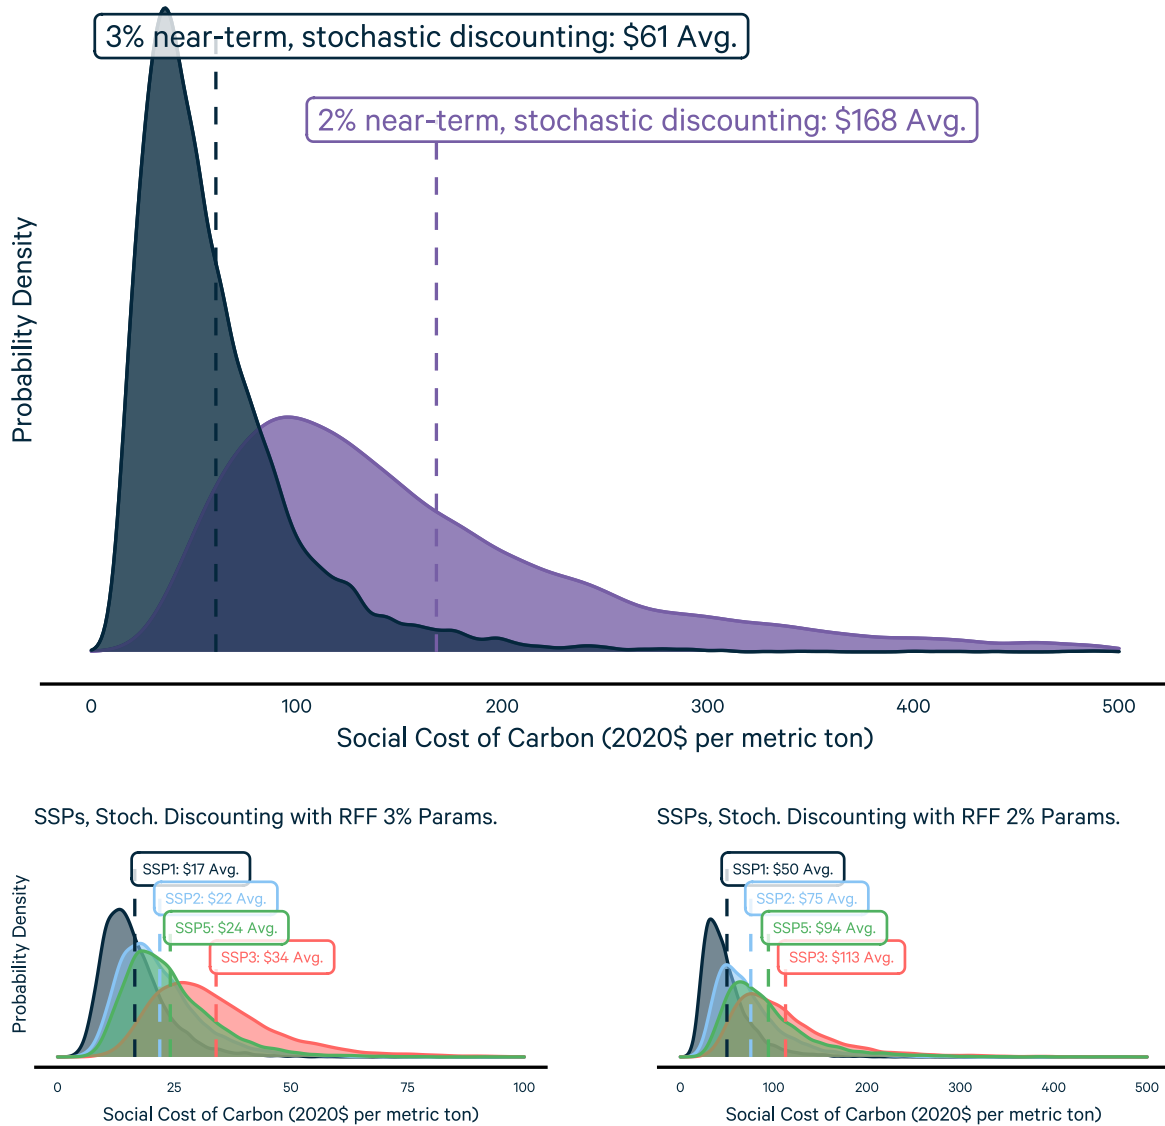 3% near-term, stochastic discounting: $61 Avg.
2% near-term, stochastic discounting: $168 Avg.
Probability Density
0 100 200 300 400 500
Social Cost of Carbon (2020$ per metric ton)
SSPs, Stoch. Discounting with RFF 3% Params.
SSP1: $17 Avg.
SSP2: $22 Avg.
SSP5: $24 Avg.
SSP3: $34 Avg.
Probability Density
0 25 50 75 100
Social Cost of Carbon (2020$ per metric ton)
SSPs, Stoch. Discounting with RFF 2% Params.
SSP1: $50 Avg.
SSP2: $75 Avg.
SSP5: $94 Avg.
SSP3: $113 Avg.
0 100 200 300 400 500
Social Cost of Carbon (2020$ per metric ton)